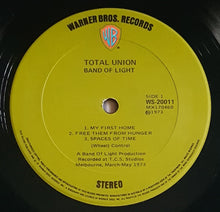 WARNER BROS. RECORDS
WB
TOTAL UNION
BAND OF LIGHT
SIDE 1
WS-20011
MX170460
℗1973
1. MY FIRST HOME
2. FREE THEM FROM HUNGER
3. SPACES OF TIME
(Wheel) Control)
A Band Of Light Production
Recorded at T.C.S. Studios
Melbourne, March-May 1973
STEREO